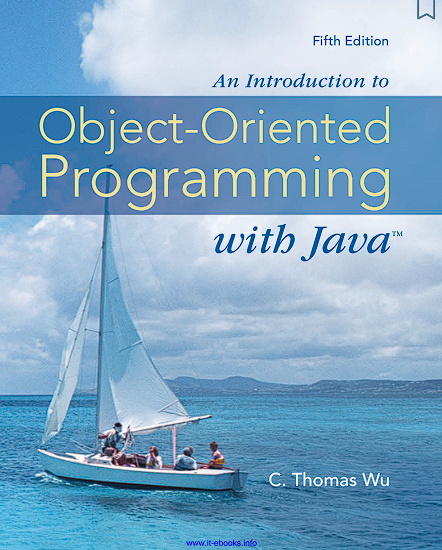 Fifth Edition
An Introduction to
Object-Oriented
Programming
with Java™
C. Thomas Wu
www.it-ebooks.info